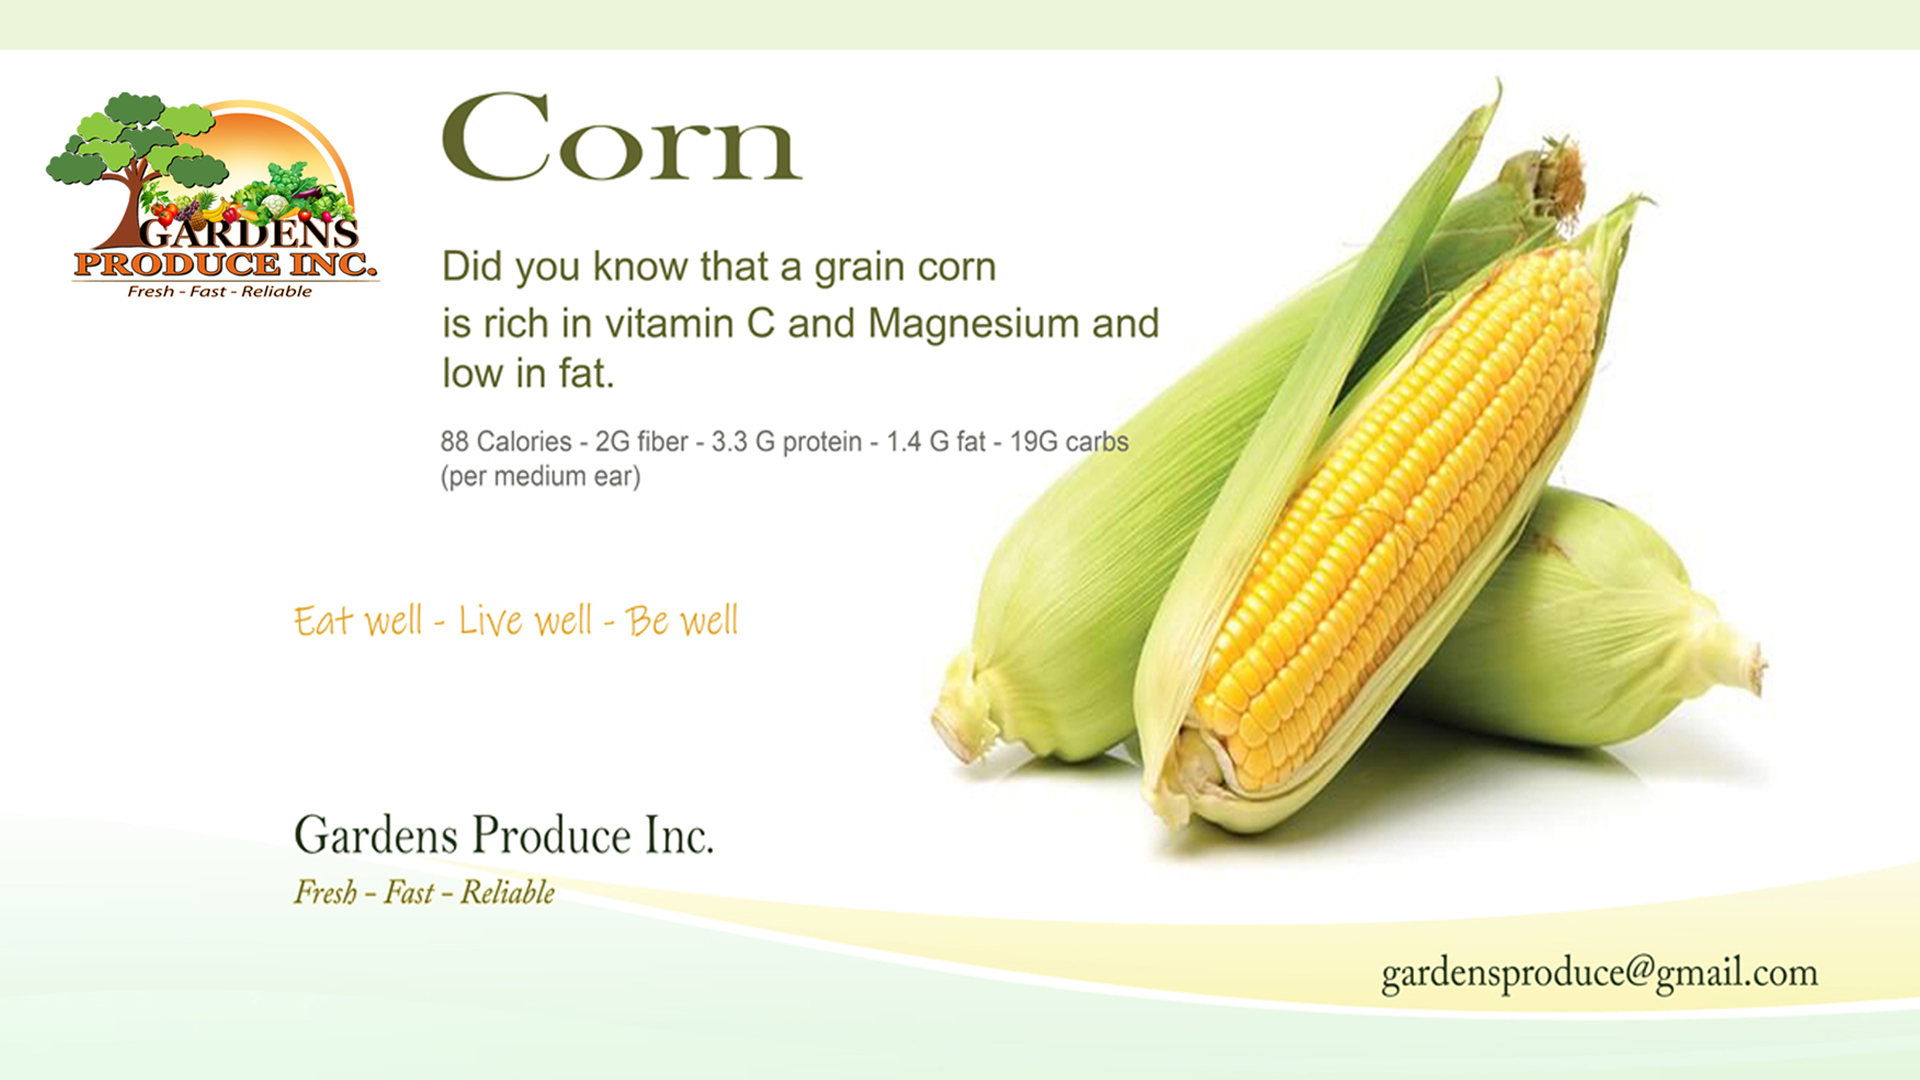 GARDENS
PRODUCE INC.
Fresh - Fast - Reliable
Corn
Did you know that a grain corn
is rich in vitamin C and Magnesium and
low in fat.
88 Calories - 2G fiber - 3.3 G protein - 1.4 G fat - 19G carbs
(per medium ear)
Eat well - Live well - Be well
Gardens Produce Inc.
Fresh - Fast - Reliable
gardensproduce@gmail.com